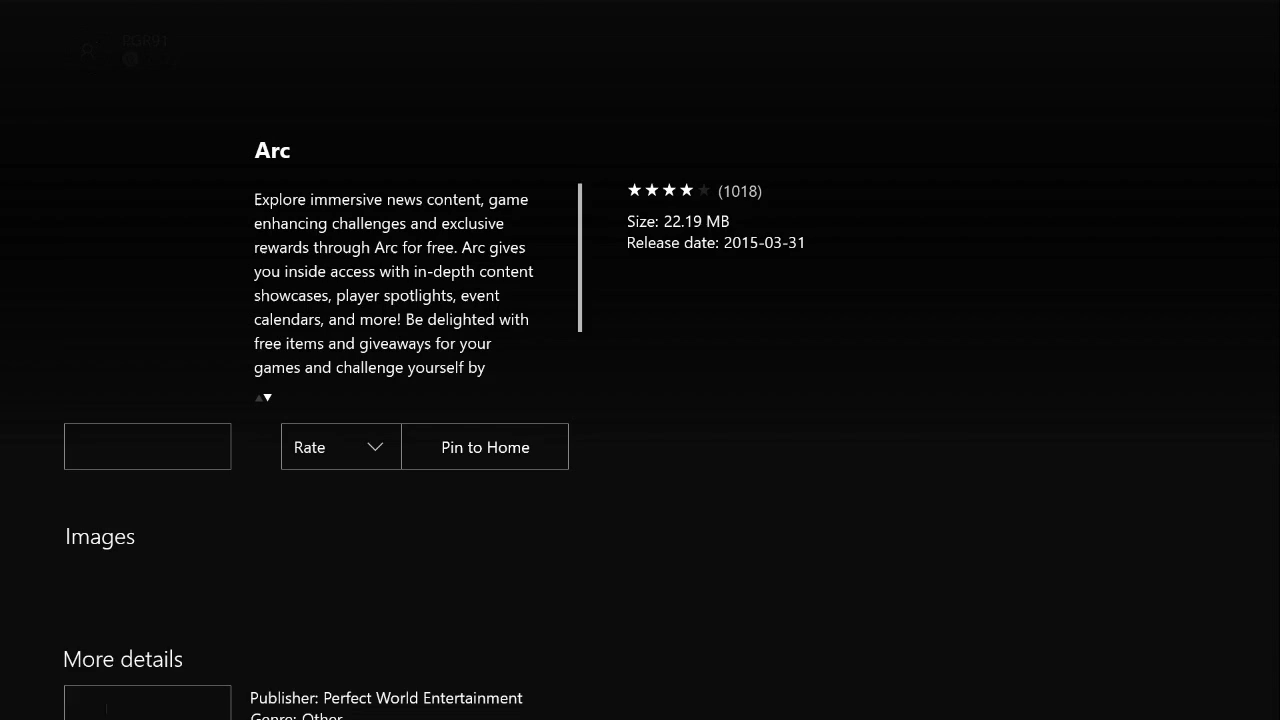 Arc
Explore immersive news content, game
enhancing challenges and exclusive
rewards through Arc for free. Arc gives
you inside access with in-depth content
showcases, player spotlights, event
calendars, and more! Be delighted with
free items and giveaways for your
games and challenge yourself by
★★★★★ (1018)
Size: 22.19 MB
Release date: 2015-03-31
Rate
Pin to Home
Images
More details
Publisher: Perfect World Entertainment
Genre: Other